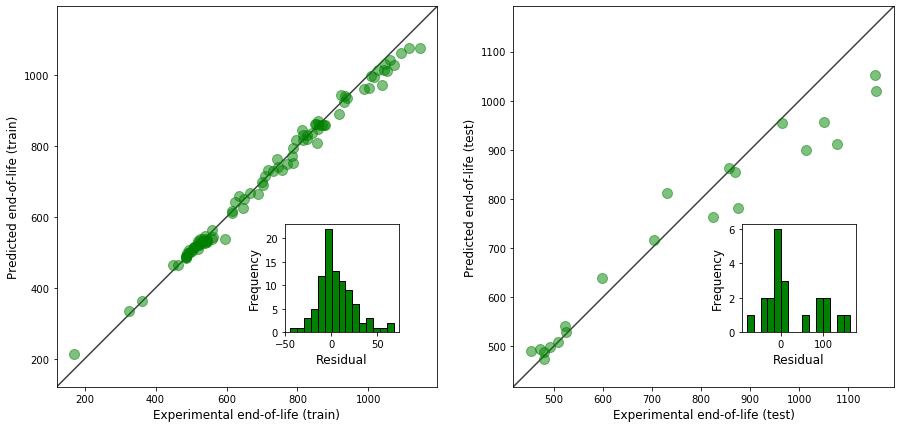 1000
800
600
400
200
Predicted end-of-life (train)
20
15
10
5
0
Frequency
−50 0 50
Residual
200 400 600 800 1000
Experimental end-of-life (train)
1100
1000
900
800
700
600
500
Predicted end-of-life (test)
6
4
2
0
Frequency
0 100
Residual
500 600 700 800 900 1000 1100
Experimental end-of-life (test)